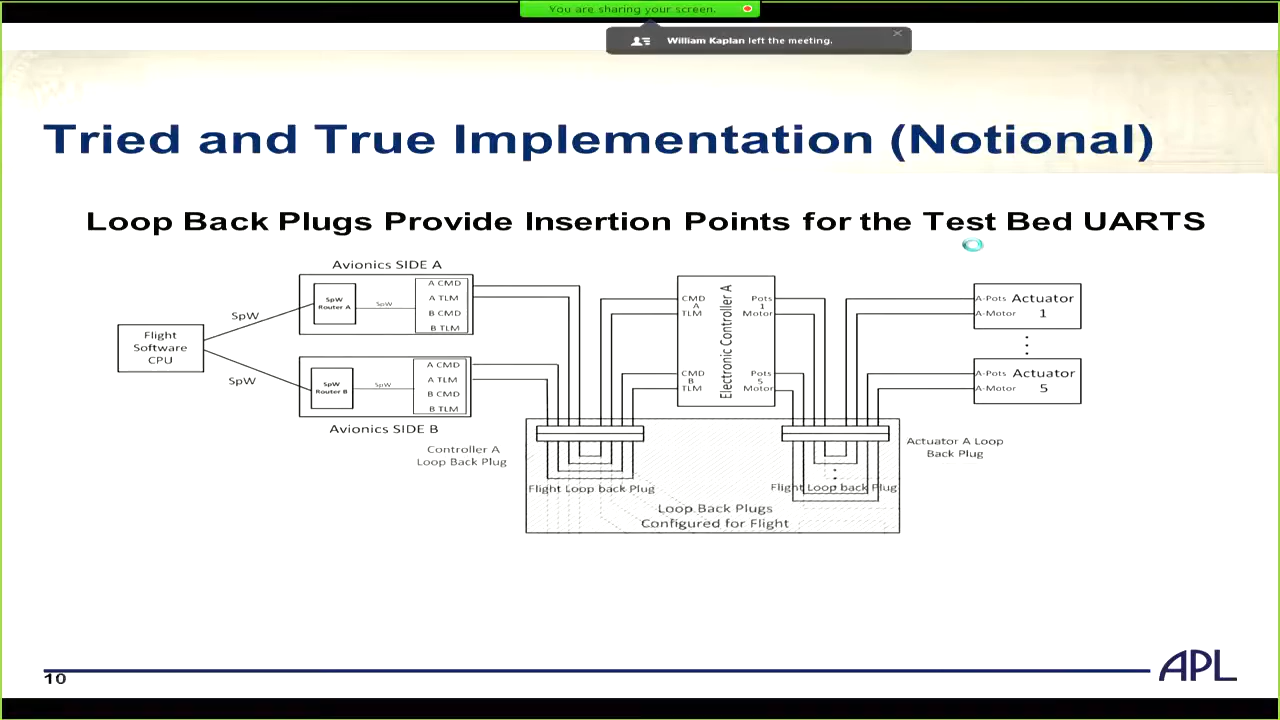 You are sharing your screen.
William Kaplan left the meeting.
Tried and True Implementation (Notional)
Loop Back Plugs Provide Insertion Points for the Test Bed UARTS
Avionics SIDE A
SpW
Router A
SpW
A CMD
A TLM
B CMD
B TLM
SpW
Flight
Software
CPU
SpW
SpW
Router B
SpW
A CMD
A TLM
B CMD
B TLM
Avionics SIDE B
Controller A
Loop Back Plug
CMD
A
TLM
CMD
B
TLM
Electronic Controller A
Pots
1
Motor
Pots
5
Motor
A-Pots
A-Motor
Actuator
1
A-Pots
A-Motor
Actuator
5
Actuator A Loop
Back Plug
Flight Loop back Plug
Flight Loop back Plug
Loop Back Plugs
Configured for Flight
10
APL